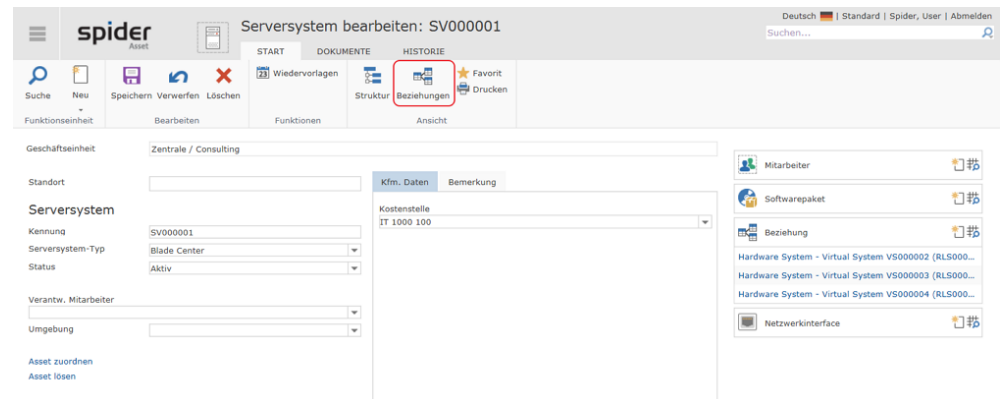 Deutsch | Standard | Spider, User | Abmelden
spider
Asset
Serversystem bearbeiten: SV000001
Suchen...
START DOKUMENTE HISTORIE
23 Wiedervorlagen
Favorit
Drucken
Suche Neu Speichern Verwerfen Löschen Struktur Beziehungen
Funktionseinheit Bearbeiten Funktionen Ansicht
Geschäftseinheit Zentrale / Consulting
Standort
Kfm. Daten Bemerkung
Serversystem
Kostenstelle
IT 1000 100
Kennung SV000001
Serversystem-Typ Blade Center
Status Aktiv
Verantw. Mitarbeiter
Umgebung
Asset zuordnen
Asset lösen
Mitarbeiter
Softwarepaket
Beziehung
Hardware System - Virtual System VS000002 (RLS000...
Hardware System - Virtual System VS000003 (RLS000...
Hardware System - Virtual System VS000004 (RLS000...
Netzwerkinterface